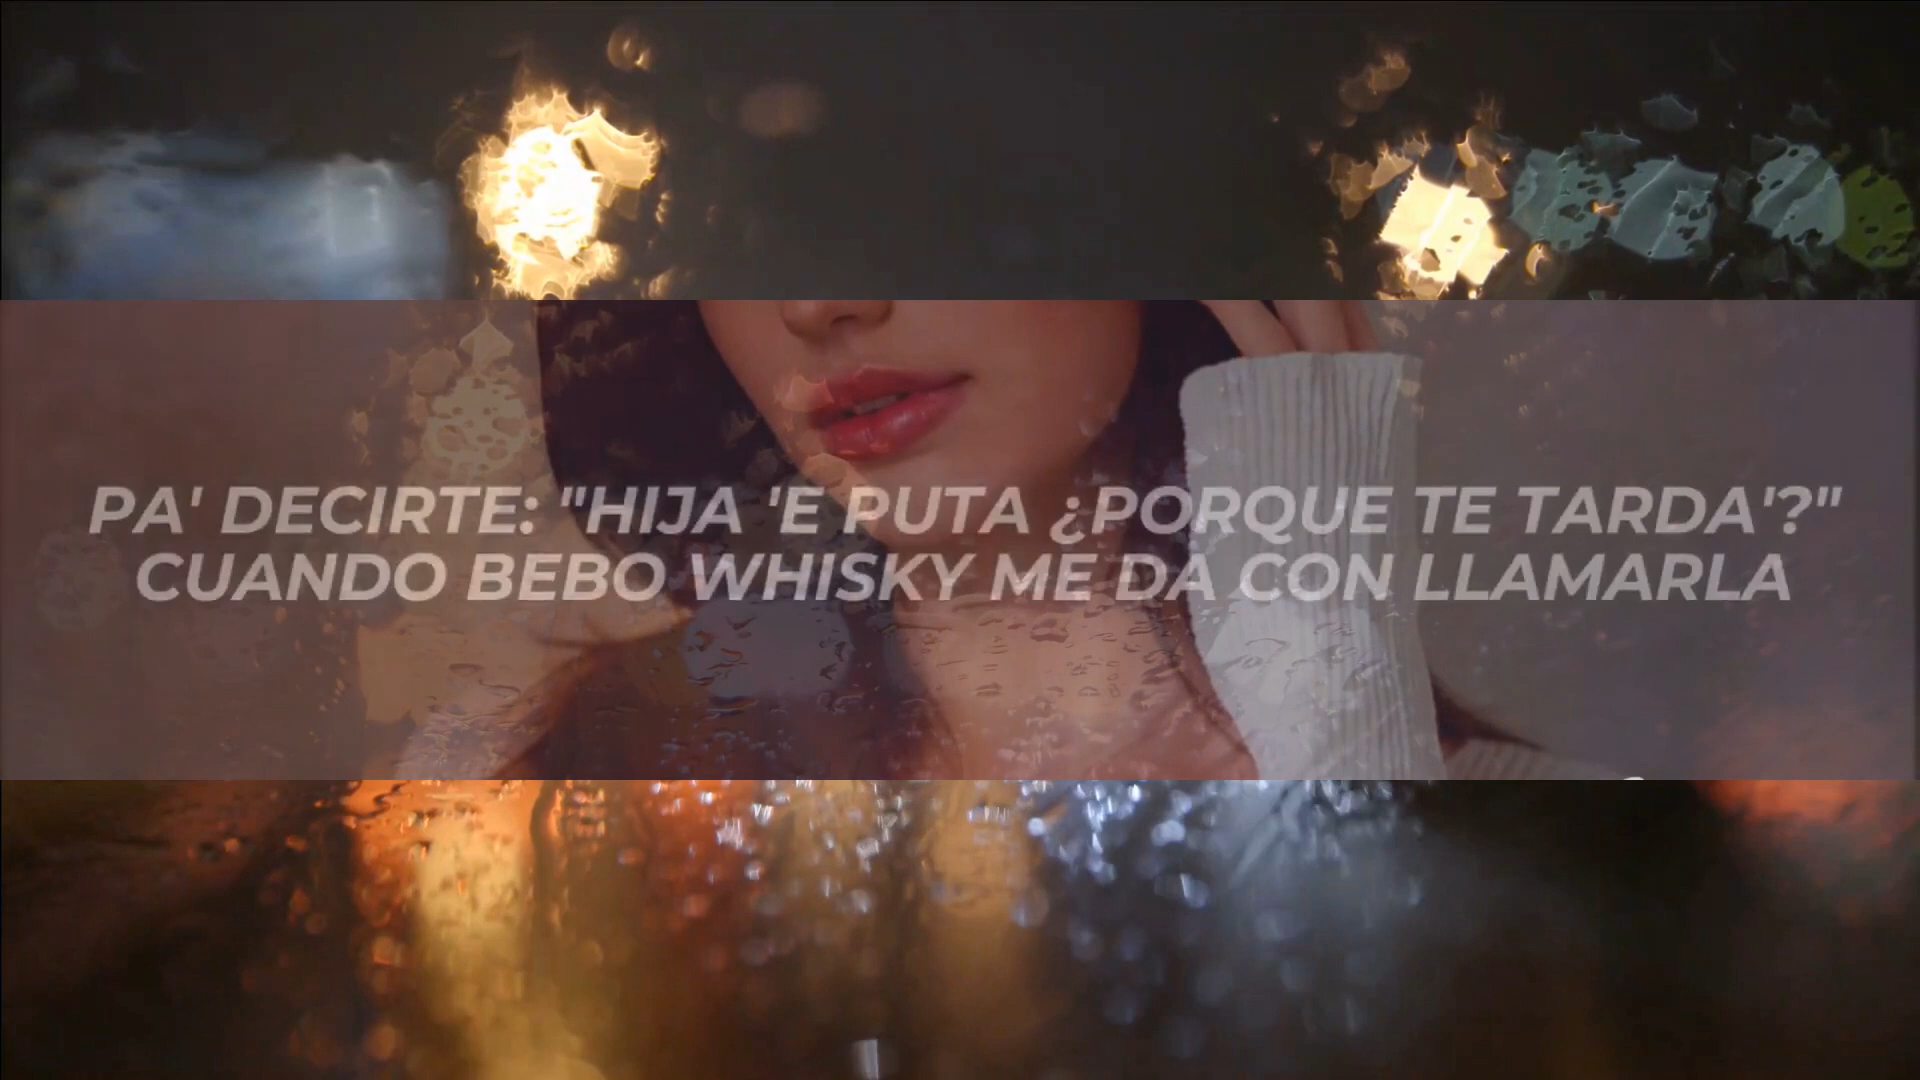 PA' DECIRTE: "HIJA 'E PUTA ¿PORQUE TE TARDA'?"
CUANDO BEBO WHISKY ME DA CON LLAMARLA